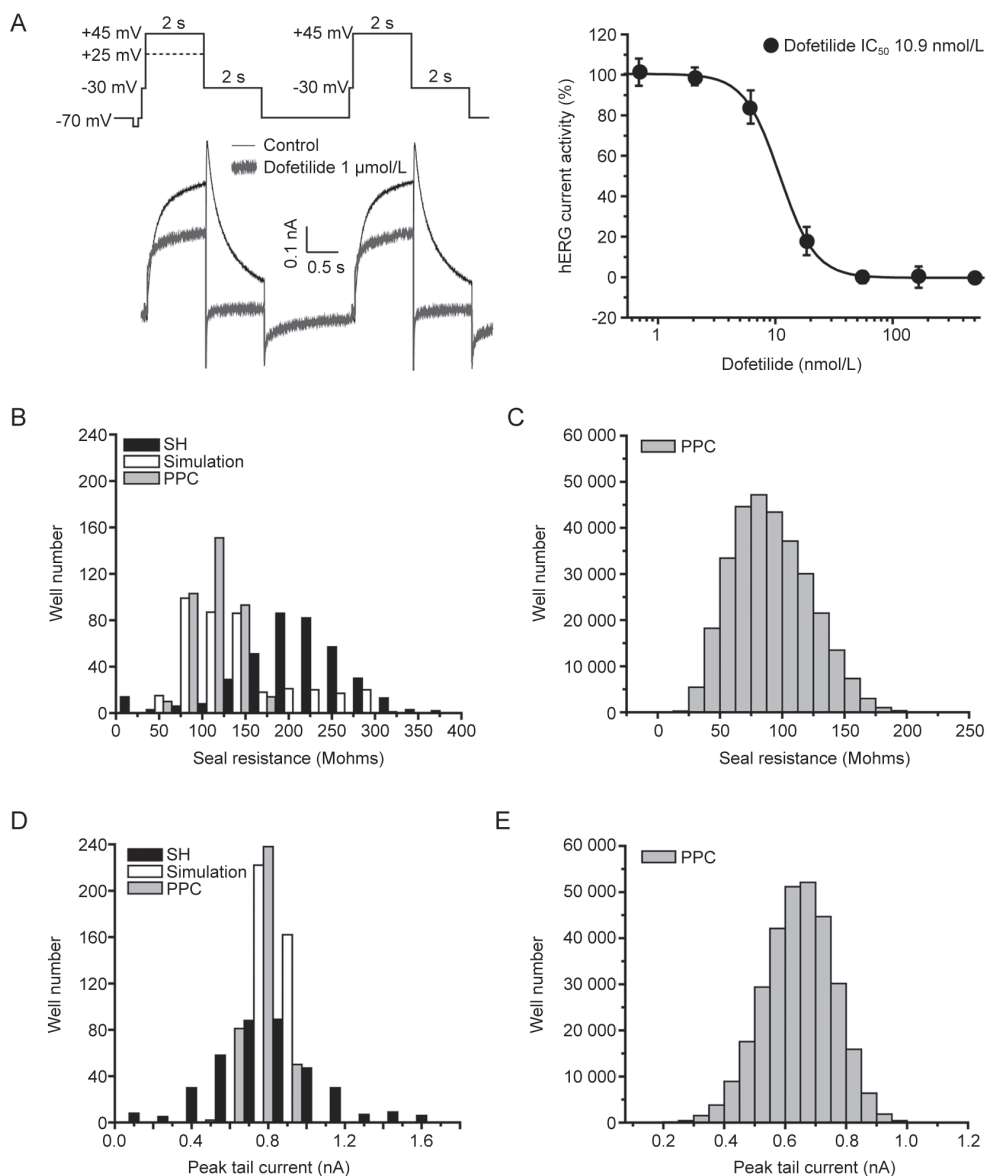 A
+45 mV
2 s
+25 mV
-30 mV
2 s
-70 mV
+45 mV
2 s
-30 mV
2 s
Control
Dofetilide 1 µmol/L
0.1 nA
0.5 s
120
100
80
60
40
20
0
-20
hERG current activity (%)
Dofetilide IC50 10.9 nmol/L
1 10 100
Dofetilide (nmol/L)
B
240
200
160
120
80
40
0
Well number
SH
Simulation
PPC
0 50 100 150 200 250 300 350 400
Seal resistance (Mohms)
C
60 000
50 000
40 000
30 000
20 000
10 000
0
Well number
PPC
0 50 100 150 200 250
Seal resistance (Mohms)
D
240
200
160
120
80
40
0
Well number
SH
Simulation
PPC
0.0 0.4 0.8 1.2 1.6
Peak tail current (nA)
E
60 000
50 000
40 000
30 000
20 000
10 000
0
Well number
PPC
0.2 0.4 0.6 0.8 1.0 1.2
Peak tail current (nA)